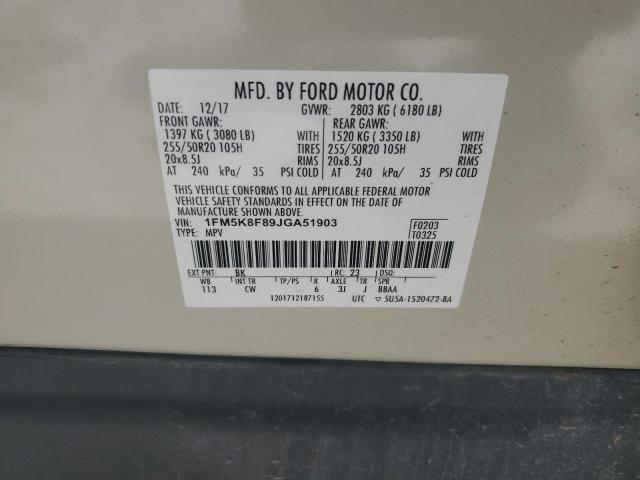 MFD. BY FORD MOTOR CO.
DATE: 12/17 GVWR: 2803 KG ( 6180 LB)
FRONT GAWR: REAR GAWR:
1397 KG ( 3080 LB) WITH 1520 KG ( 3350 LB) WITH
255/50R20 105H TIRES 255/50R20 105H TIRES
20x8.5J RIMS 20x8.5J RIMS
AT 240 kPa/ 35 PSI COLD AT 240 kPa/ 35 PSI COLD
THIS VEHICLE CONFORMS TO ALL APPLICABLE FEDERAL MOTOR
VEHICLE SAFETY STANDARDS IN EFFECT ON THE DATE OF
MANUFACTURE SHOWN ABOVE.
VIN: 1FM5K8F89JGA51903 F0203
TYPE: MPV T0325
EXT PNT: BK RC: 23 DSO:
WB INT TR TP/PS R AXLE TR SPR
113 CW 6 3J J BBAA
1201712187155 UTC ▽ 5U5A-1520472-BA